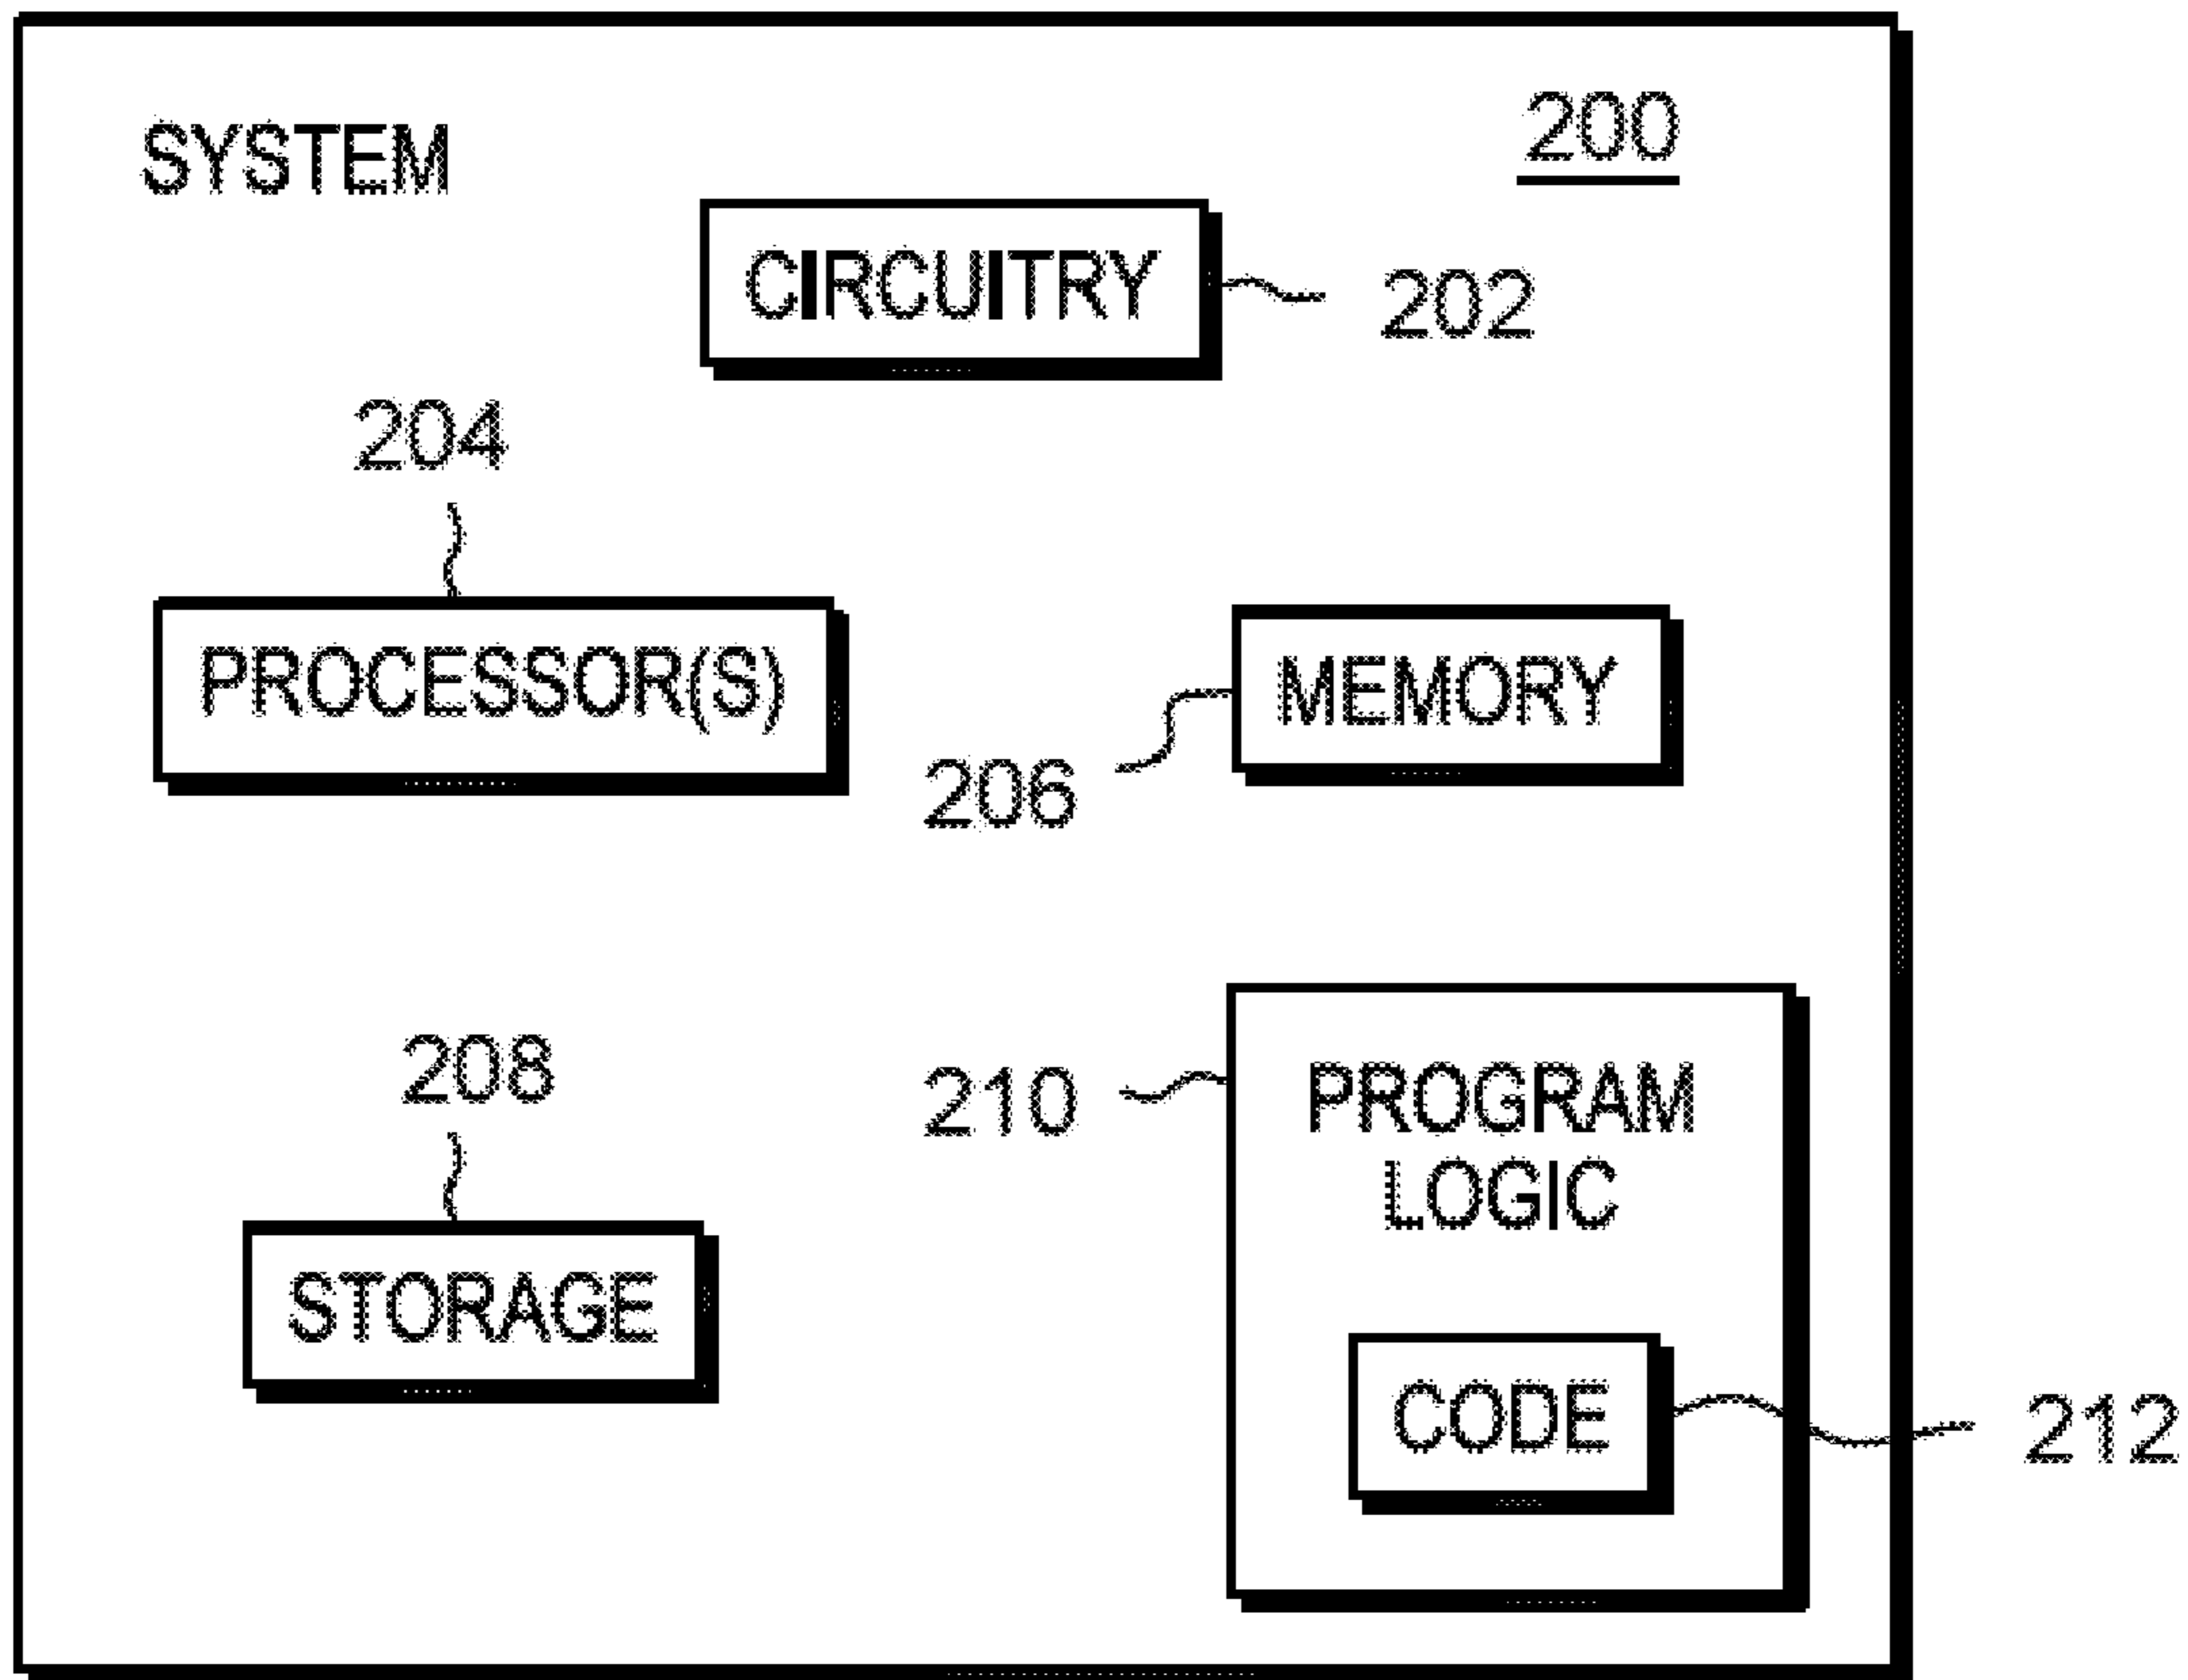 SYSTEM
200
CIRCUITRY
202
204
PROCESSOR(S)
MEMORY
206
208
STORAGE
210
PROGRAM
LOGIC
CODE
212